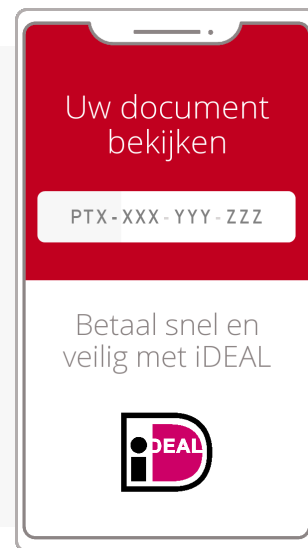 Uw document
bekijken
PTX-XXX-YYY-ZZZ
Betaal snel en
veilig met iDEAL
iDEAL